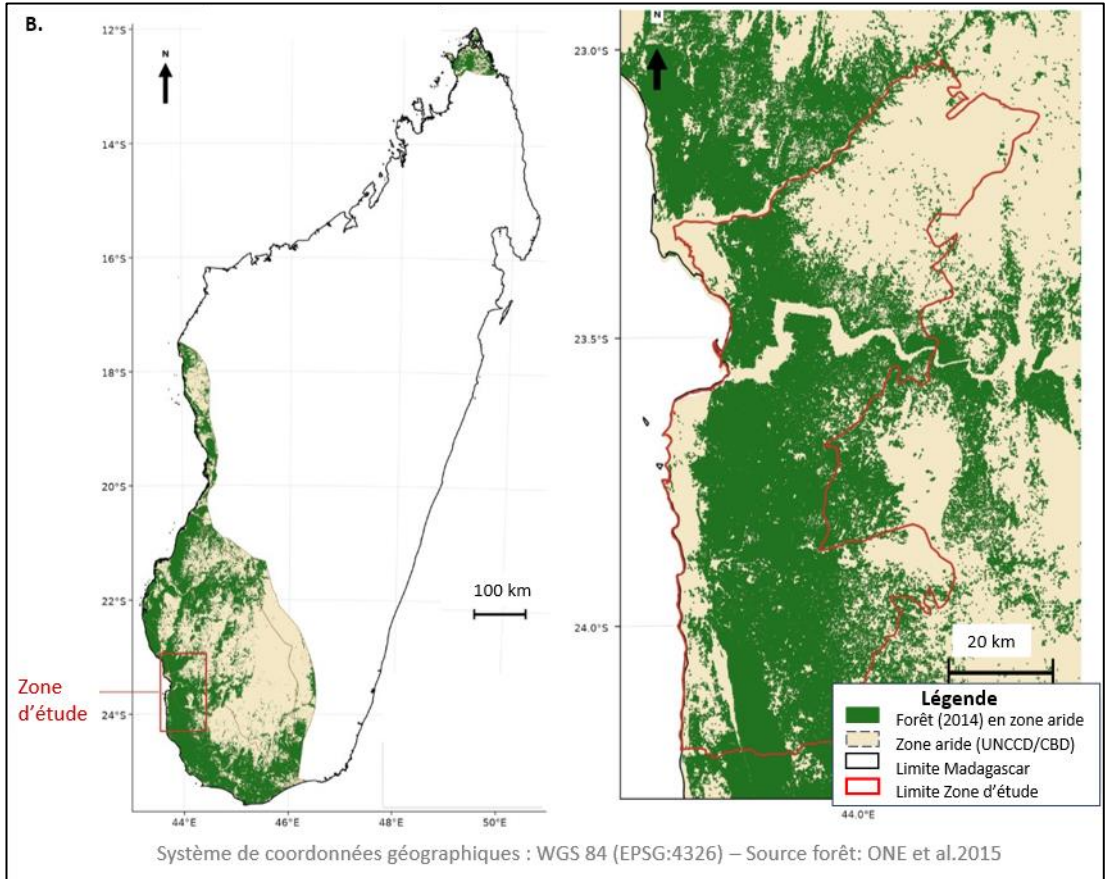 B.
N
12°S
14°S
16°S
18°S
20°S
22°S
24°S
44°E
46°E
48°E
50°E
100 km
Zone
d’étude
N
23.0°S
23.5°S
24.0°S
44.0°E
20 km
Légende
Forêt (2014) en zone aride
Zone aride (UNCCD/CBD)
Limite Madagascar
Limite Zone d’étude
Système de coordonnées géographiques : WGS 84 (EPSG:4326) – Source forêt: ONE et al.2015